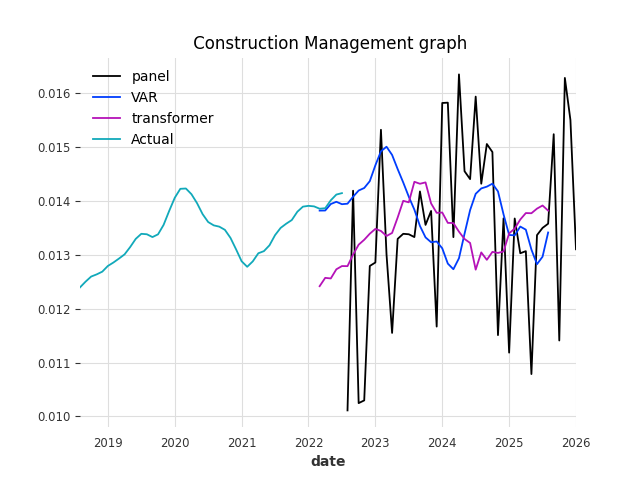 Construction Management graph
panel
VAR
transformer
Actual
0.016
0.015
0.014
0.013
0.012
0.011
0.010
2019 2020 2021 2022 2023 2024 2025 2026
date